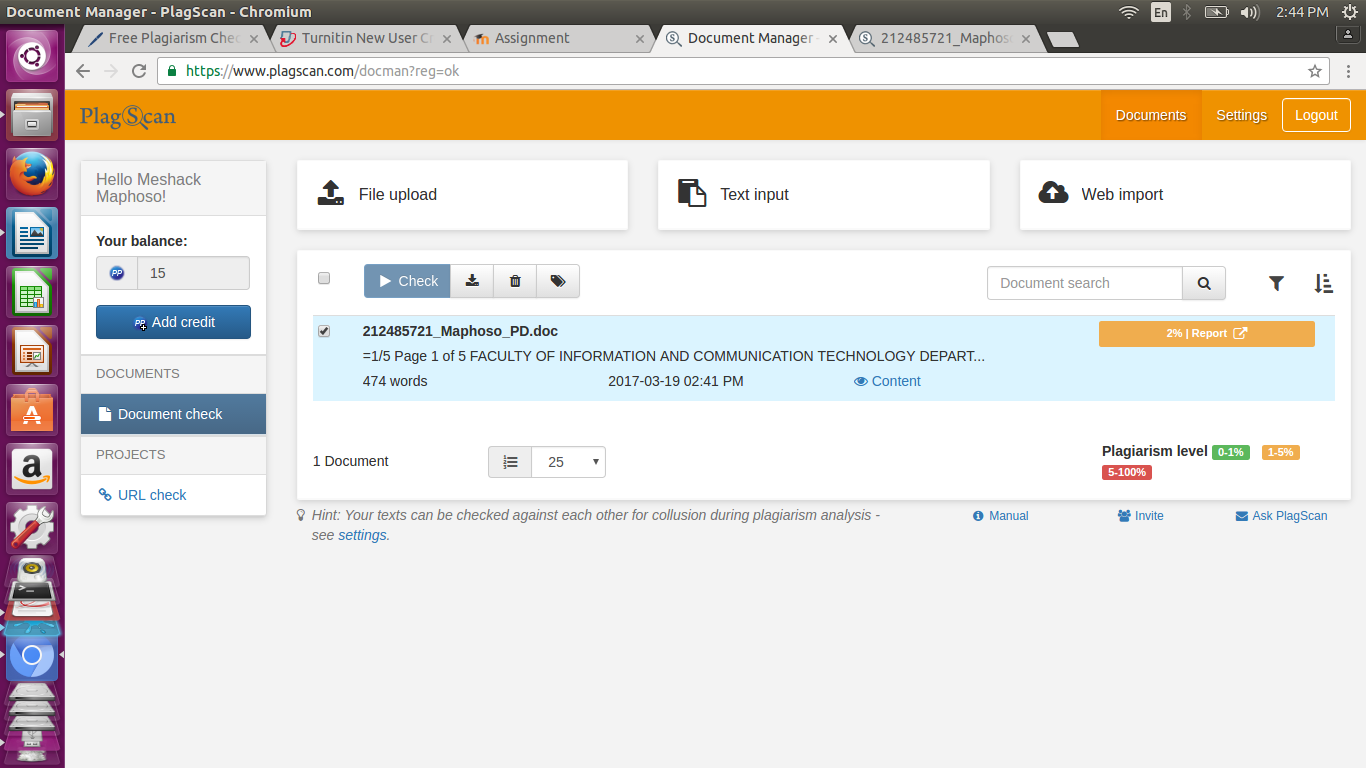 Document Manager - PlagScan - Chromium
En
2:44 PM
Free Plagiarism Che
Turnitin New User C
Assignment
Document Manager -
212485721_Maphos
https://www.plagscan.com/docman?reg=ok
PlagScan
Documents
Settings
Logout
Hello Meshack
Maphoso!
Your balance:
PP
15
PP Add credit
DOCUMENTS
Document check
PROJECTS
URL check
File upload
Text input
Web import
Check
Document search
212485721_Maphoso_PD.doc
2% | Report
=1/5 Page 1 of 5 FACULTY OF INFORMATION AND COMMUNICATION TECHNOLOGY DEPART...
474 words
2017-03-19 02:41 PM
Content
1 Document
25
Plagiarism level 0-1% 1-5%
5-100%
Hint: Your texts can be checked against each other for collusion during plagiarism analysis -
see settings.
Manual
Invite
Ask PlagScan